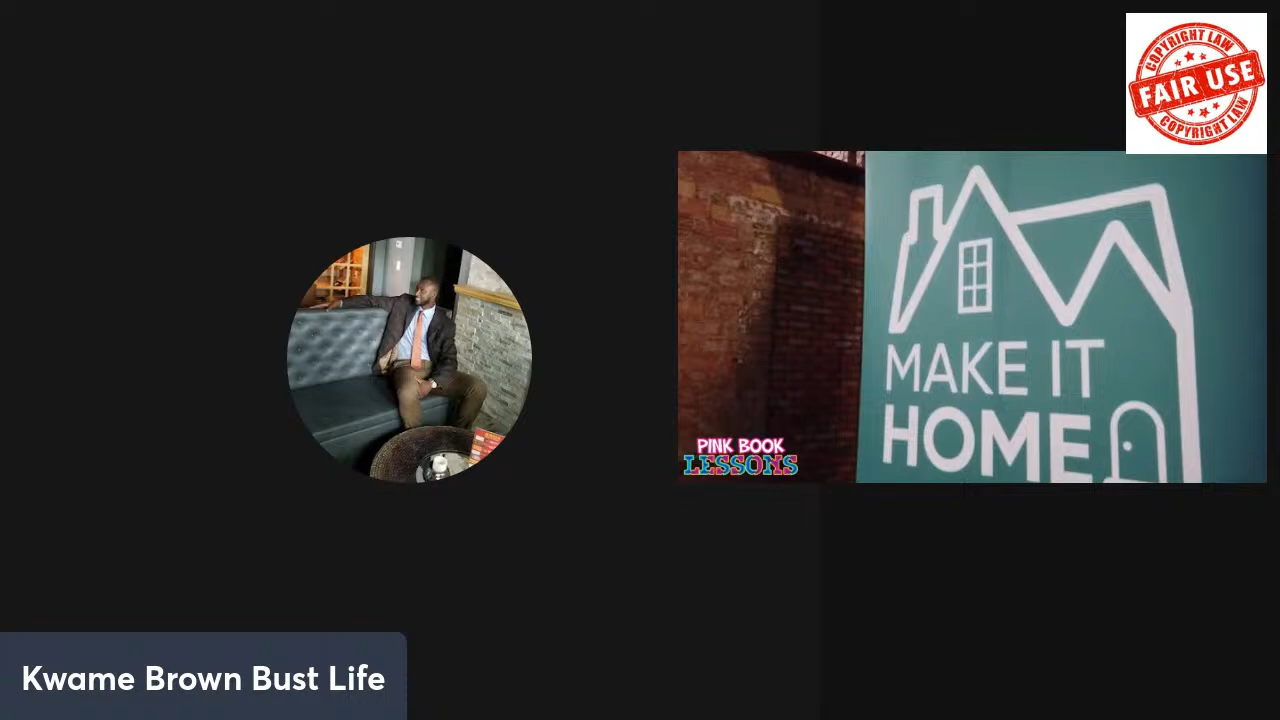 COPYRIGHT LAW
FAIR USE
COPYRIGHT LAW
MAKE IT
HOME
PINK BOOK
LESSONS
Kwame Brown Bust Life